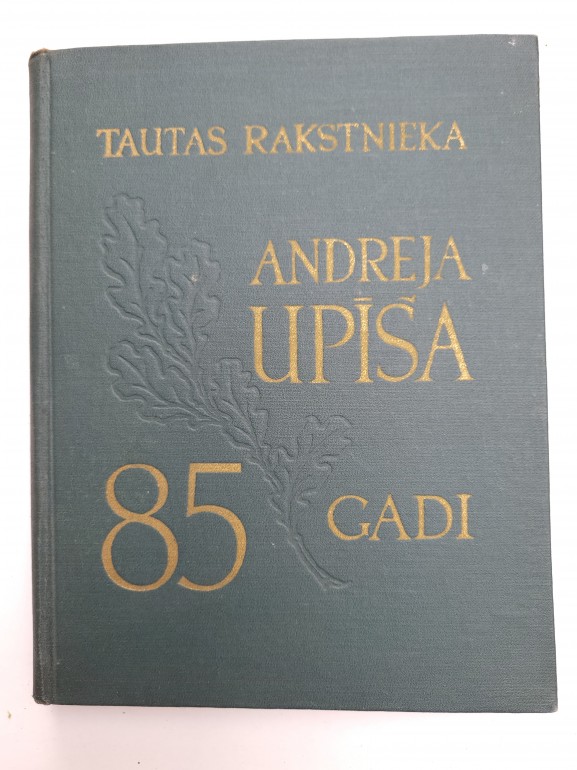 TAUTAS RAKSTNIEKA
ANDREJA
UPĪŠA
85 GADI